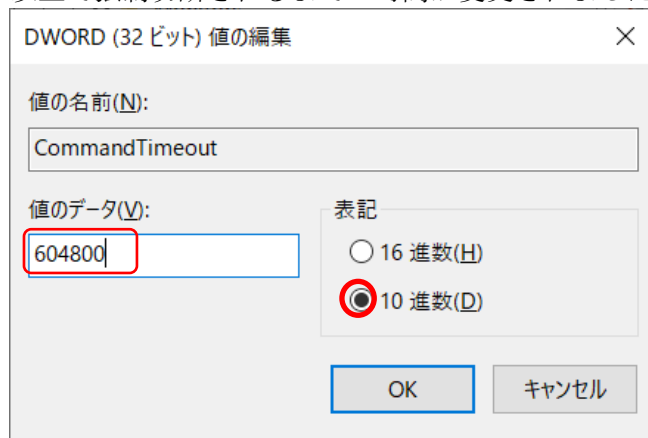 DWORD (32 ビット) 値の編集
値の名前(N):
CommandTimeout
値のデータ(V):
604800
表記
16 進数(H)
10 進数(D)
OK
キャンセル